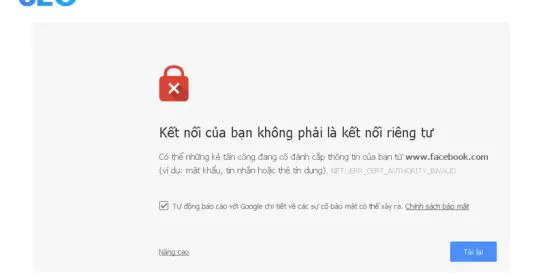 SEO
Kết nối của bạn không phải là kết nối riêng tư
Có thể những kẻ tấn công đang cố đánh cắp thông tin của bạn từ www.facebook.com
(ví dụ: mật khẩu, tin nhắn hoặc thẻ tín dụng). NET::ERR_CERT_AUTHORITY_INVALID
Tự động báo cáo với Google chi tiết về các sự cố bảo mật có thể xảy ra. Chính sách bảo mật
Nâng cao
Tải lại